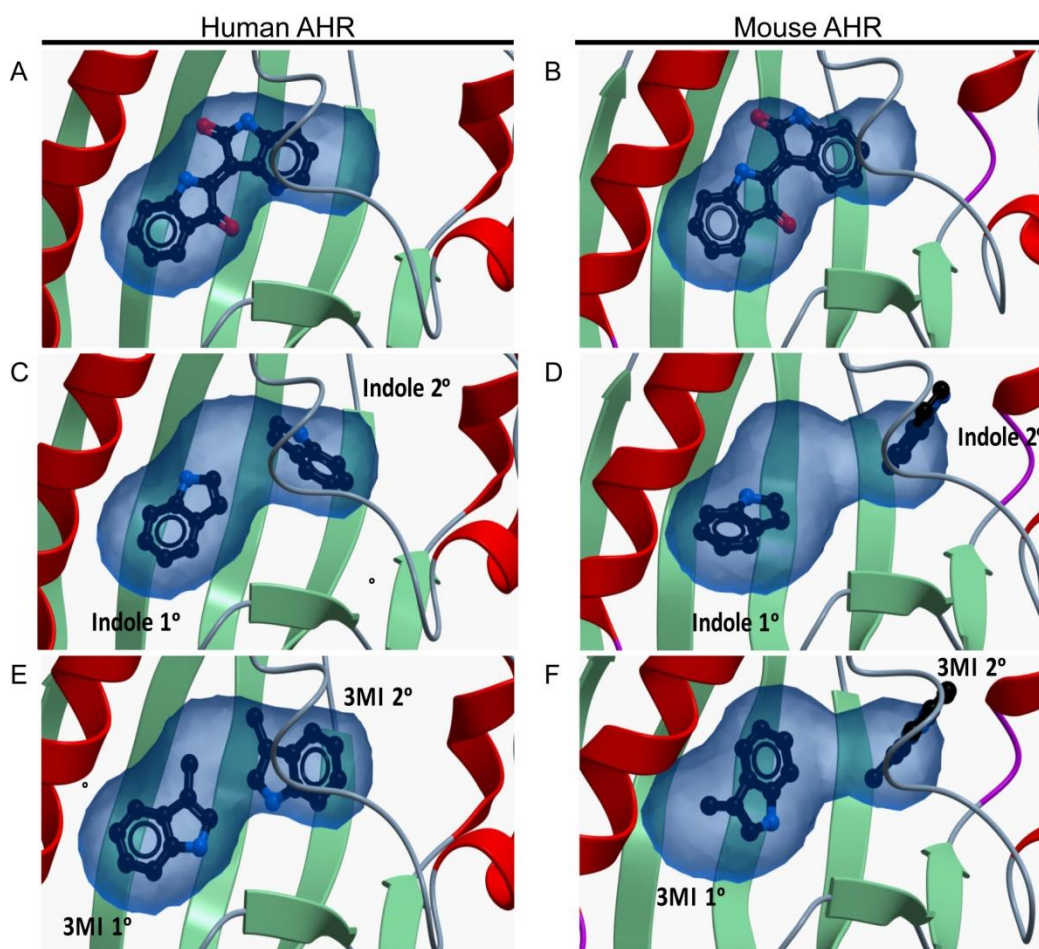 Human AHR
Mouse AHR
A
B
C
Indole 2º
Indole 1º
D
Indole 2º
Indole 1º
E
3MI 2º
3MI 1º
F
3MI 2º
3MI 1º